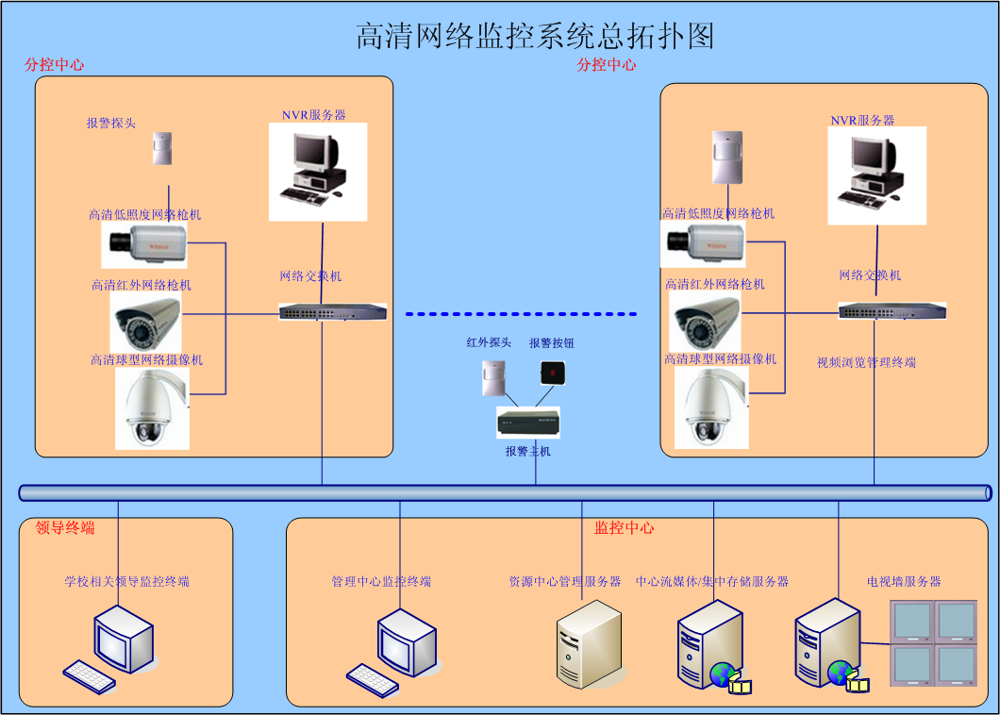 高清网络监控系统总拓扑图
分控中心
分控中心
NVR服务器
报警探头
NVR服务器
高清低照度网络枪机
高清低照度网络枪机
网络交换机
网络交换机
高清红外网络枪机
高清红外网络枪机
红外探头
报警按钮
高清球型网络摄像机
高清球型网络摄像机
视频浏览管理终端
报警主机
领导终端
监控中心
学校相关领导监控终端
管理中心监控终端
资源中心管理服务器
中心流媒体/集中存储服务器
电视墙服务器